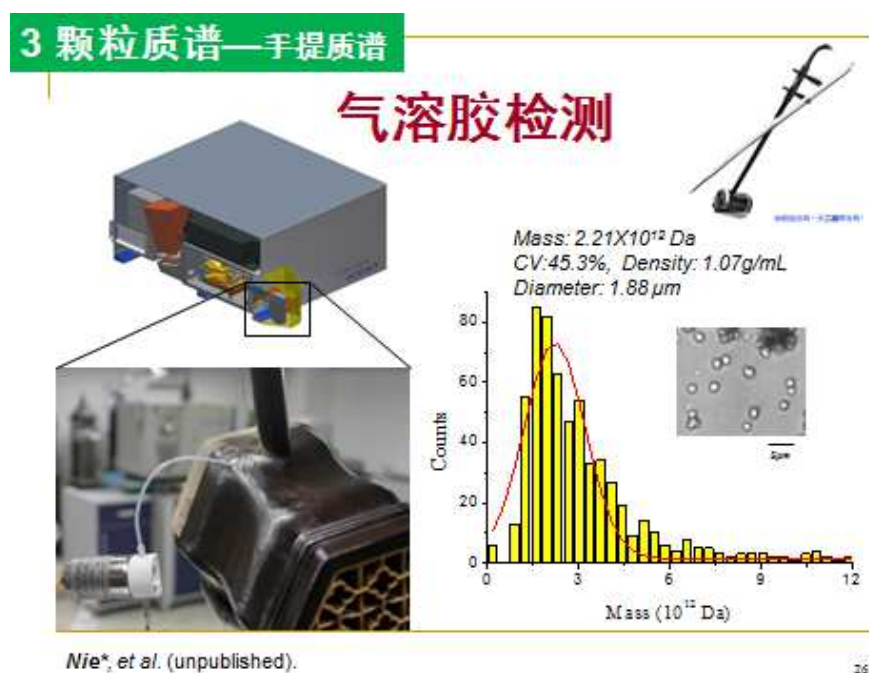 3 颗粒质谱—手提质谱
气溶胶检测
Mass: 2.21X10¹² Da
CV:45.3%, Density: 1.07g/mL
Diameter: 1.88 µm
80
60
40
20
0
Counts
0 3 6 9 12
Mass (10¹² Da)
5µm
Nie*, et al. (unpublished).
26